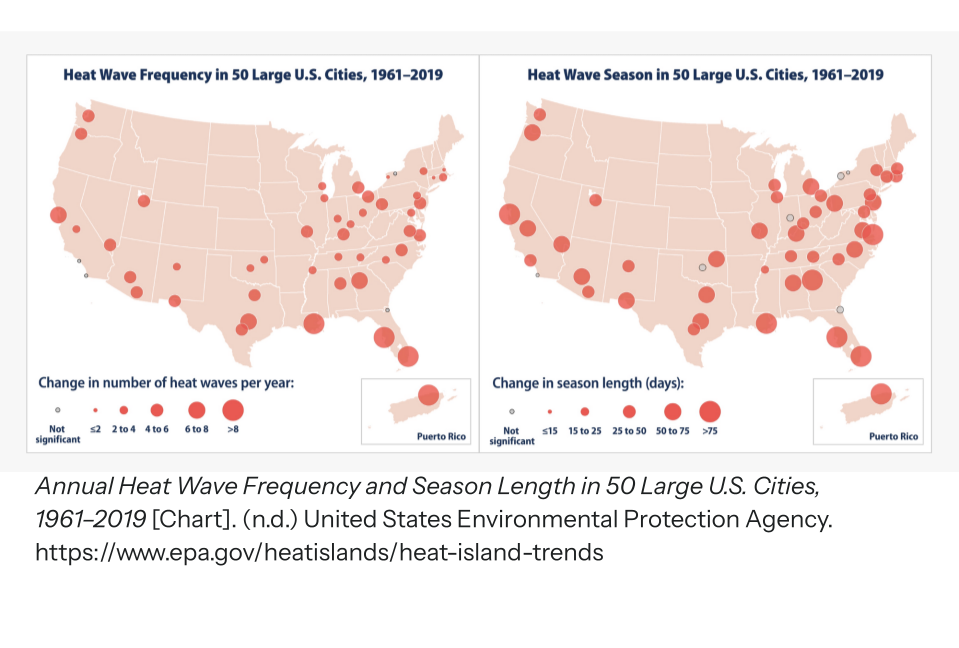 Heat Wave Frequency in 50 Large U.S. Cities, 1961–2019
Change in number of heat waves per year:
Not significant
≤2
2 to 4
4 to 6
6 to 8
>8
Puerto Rico
Heat Wave Season in 50 Large U.S. Cities, 1961–2019
Change in season length (days):
Not significant
≤15
15 to 25
25 to 50
50 to 75
>75
Puerto Rico
Annual Heat Wave Frequency and Season Length in 50 Large U.S. Cities,
1961–2019 [Chart]. (n.d.) United States Environmental Protection Agency.
https://www.epa.gov/heatislands/heat-island-trends